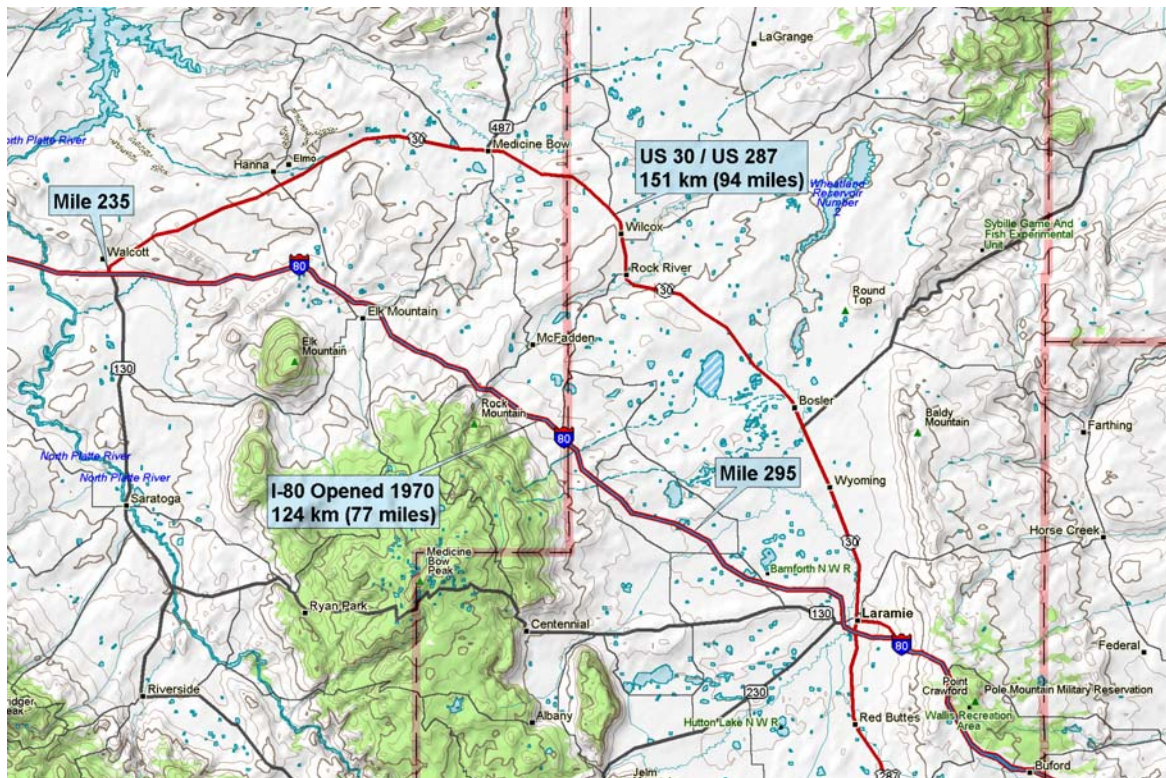 LaGrange
North Platte River
487
30
Medicine Bow
Elmo
Hanna
US 30 / US 287
151 km (94 miles)
Wheatland
Reservoir
Number
2
Mile 235
Wilcox
Sybille Game And
Fish Experimental
Unit
Walcott
80
Rock River
30
Round
Top
Elk Mountain
McFadden
Elk
Mountain
130
Rock
Mountain
Bosler
Baldy
Mountain
Farthing
80
North Platte River
North Platte River
Mile 295
Saratoga
I-80 Opened 1970
124 km (77 miles)
Wyoming
Horse Creek
30
Medicine
Bow
Peak
Bamforth N W R
Ryan Park
130
Laramie
Centennial
80
Federal
Riverside
230
Point
Crawford
Pole Mountain Military Reservation
Albany
Hutton Lake N W R
Red Buttes
Wallis Recreation
Area
Jelm
287
Buford